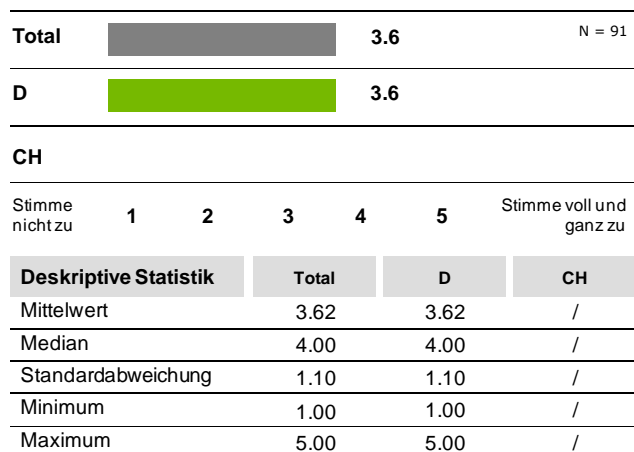 Total 3.6 N = 91
D 3.6
CH
Stimme nicht zu 1 2 3 4 5 Stimme voll und ganz zu
Deskriptive Statistik Total D CH
Mittelwert 3.62 3.62 /
Median 4.00 4.00 /
Standardabweichung 1.10 1.10 /
Minimum 1.00 1.00 /
Maximum 5.00 5.00 /